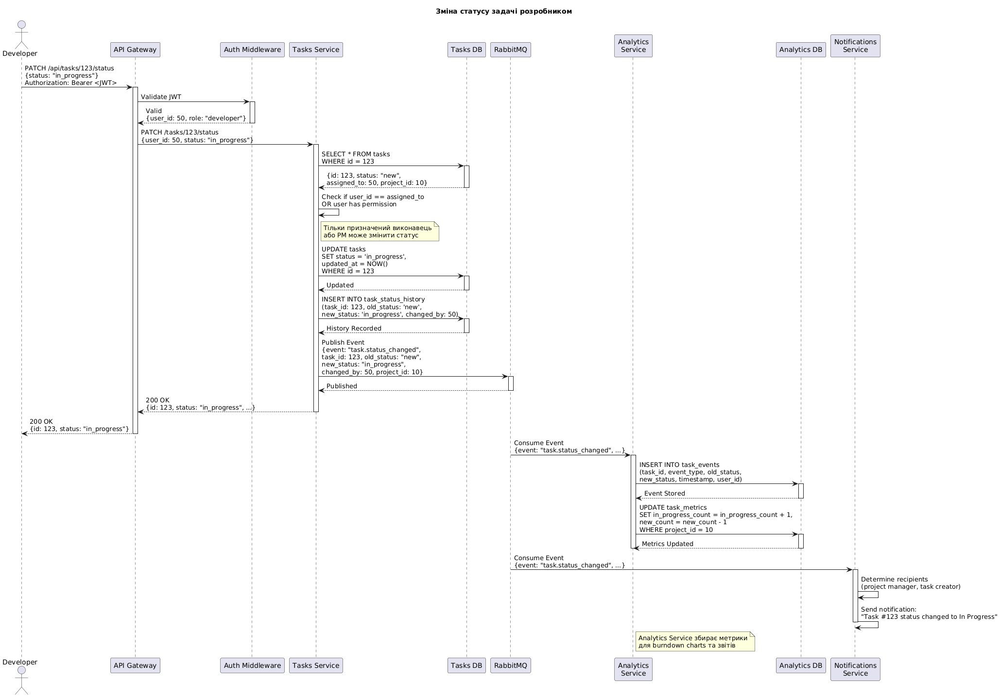 Зміна статусу задачі розробником
Developer
API Gateway
Auth Middleware
Tasks Service
Tasks DB
RabbitMQ
Analytics
Service
Analytics DB
Notifications
Service
PATCH /api/tasks/123/status
{status: "in_progress"}
Authorization: Bearer <JWT>
Validate JWT
Valid
{user_id: 50, role: "developer"}
PATCH /tasks/123/status
{user_id: 50, status: "in_progress"}
SELECT * FROM tasks
WHERE id = 123
{id: 123, status: "new",
assigned_to: 50, project_id: 10}
Check if user_id == assigned_to
OR user has permission
Тільки призначений виконавець
або PM може змінити статус
UPDATE tasks
SET status = 'in_progress',
updated_at = NOW()
WHERE id = 123
Updated
INSERT INTO task_status_history
(task_id: 123, old_status: 'new',
new_status: 'in_progress', changed_by: 50)
History Recorded
Publish Event
{event: "task.status_changed",
task_id: 123, old_status: "new",
new_status: "in_progress",
changed_by: 50, project_id: 10}
Published
200 OK
{id: 123, status: "in_progress", ...}
200 OK
{id: 123, status: "in_progress"}
Consume Event
{event: "task.status_changed", ...}
INSERT INTO task_events
(task_id, event_type, old_status,
new_status, timestamp, user_id)
Event Stored
UPDATE task_metrics
SET in_progress_count = in_progress_count + 1,
new_count = new_count - 1
WHERE project_id = 10
Metrics Updated
Consume Event
{event: "task.status_changed", ...}
Determine recipients
(project manager, task creator)
Send notification:
"Task #123 status changed to In Progress"
Analytics Service збирає метрики
для burndown charts та звітів
Developer
API Gateway
Auth Middleware
Tasks Service
Tasks DB
RabbitMQ
Analytics
Service
Analytics DB
Notifications
Service